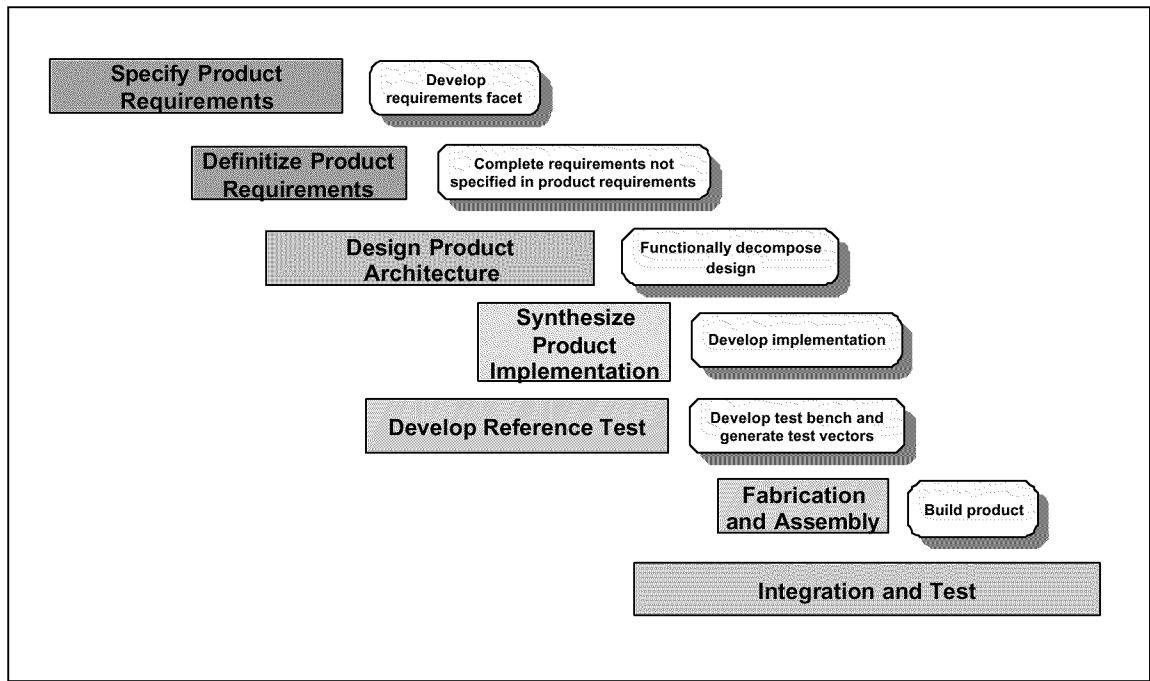 Specify Product
Requirements
Develop
requirements facet
Definitize Product
Requirements
Complete requirements not
specified in product requirements
Design Product
Architecture
Functionally decompose
design
Synthesize
Product
Implementation
Develop implementation
Develop Reference Test
Develop test bench and
generate test vectors
Fabrication
and Assembly
Build product
Integration and Test